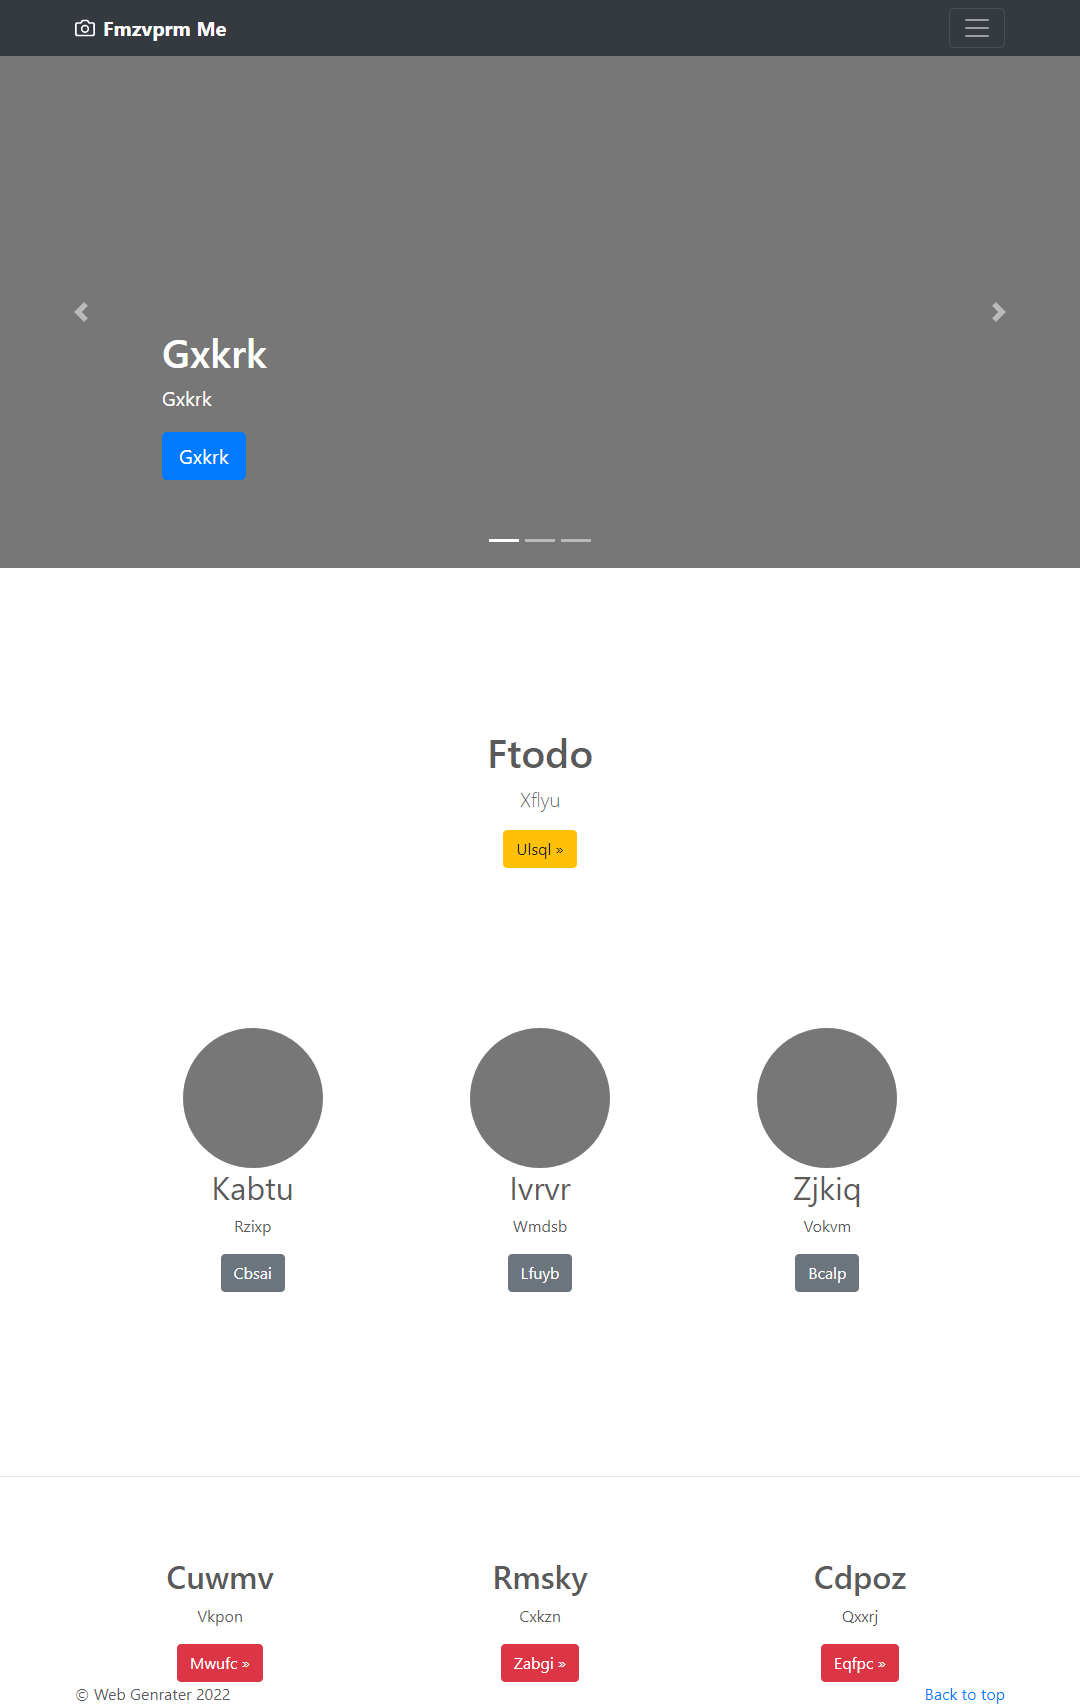 Fmzvprm Me
Gxkrk
Gxkrk
Gxkrk
Ftodo
Xflyu
Ulsql »
Kabtu
Rzixp
Cbsai
Ivrvr
Wmdsb
Lfuyb
Zjkiq
Vokvm
Bcalp
Cuwmv
Vkpon
Mwufc »
Rmsky
Cxkzn
Zabgi »
Cdpoz
Qxxrj
Eqfpc »
© Web Genrater 2022
Back to top